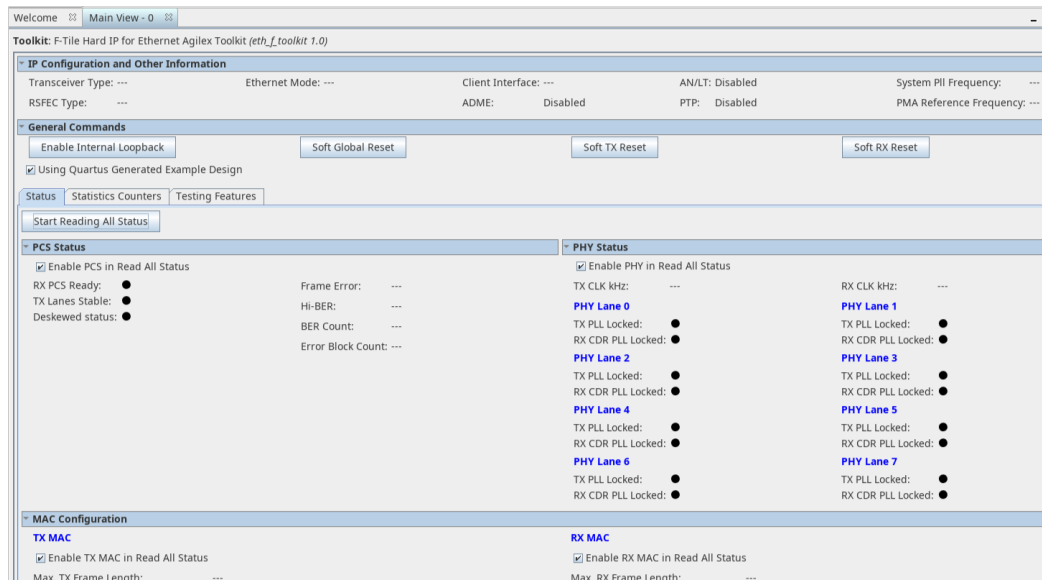 Welcome Main View - 0
Toolkit: F-Tile Hard IP for Ethernet Agilex Toolkit (eth_f_toolkit 1.0)
IP Configuration and Other Information
Transceiver Type: --- Ethernet Mode: --- Client Interface: --- AN/LT: Disabled System Pll Frequency: ---
RSFEC Type: --- ADME: Disabled PTP: Disabled PMA Reference Frequency: ---
General Commands
Enable Internal Loopback Soft Global Reset Soft TX Reset Soft RX Reset
Using Quartus Generated Example Design
Status Statistics Counters Testing Features
Start Reading All Status
PCS Status PHY Status
Enable PCS in Read All Status Enable PHY in Read All Status
RX PCS Ready: Frame Error: --- TX CLK kHz: --- RX CLK kHz: ---
TX Lanes Stable: Hi-BER: --- PHY Lane 0 PHY Lane 1
Deskewed status: BER Count: --- TX PLL Locked: TX PLL Locked:
Error Block Count: --- RX CDR PLL Locked: RX CDR PLL Locked:
PHY Lane 2 PHY Lane 3
TX PLL Locked: TX PLL Locked:
RX CDR PLL Locked: RX CDR PLL Locked:
PHY Lane 4 PHY Lane 5
TX PLL Locked: TX PLL Locked:
RX CDR PLL Locked: RX CDR PLL Locked:
PHY Lane 6 PHY Lane 7
TX PLL Locked: TX PLL Locked:
RX CDR PLL Locked: RX CDR PLL Locked:
MAC Configuration
TX MAC RX MAC
Enable TX MAC in Read All Status Enable RX MAC in Read All Status
Max. TX Frame Length: --- Max. RX Frame Length: ---